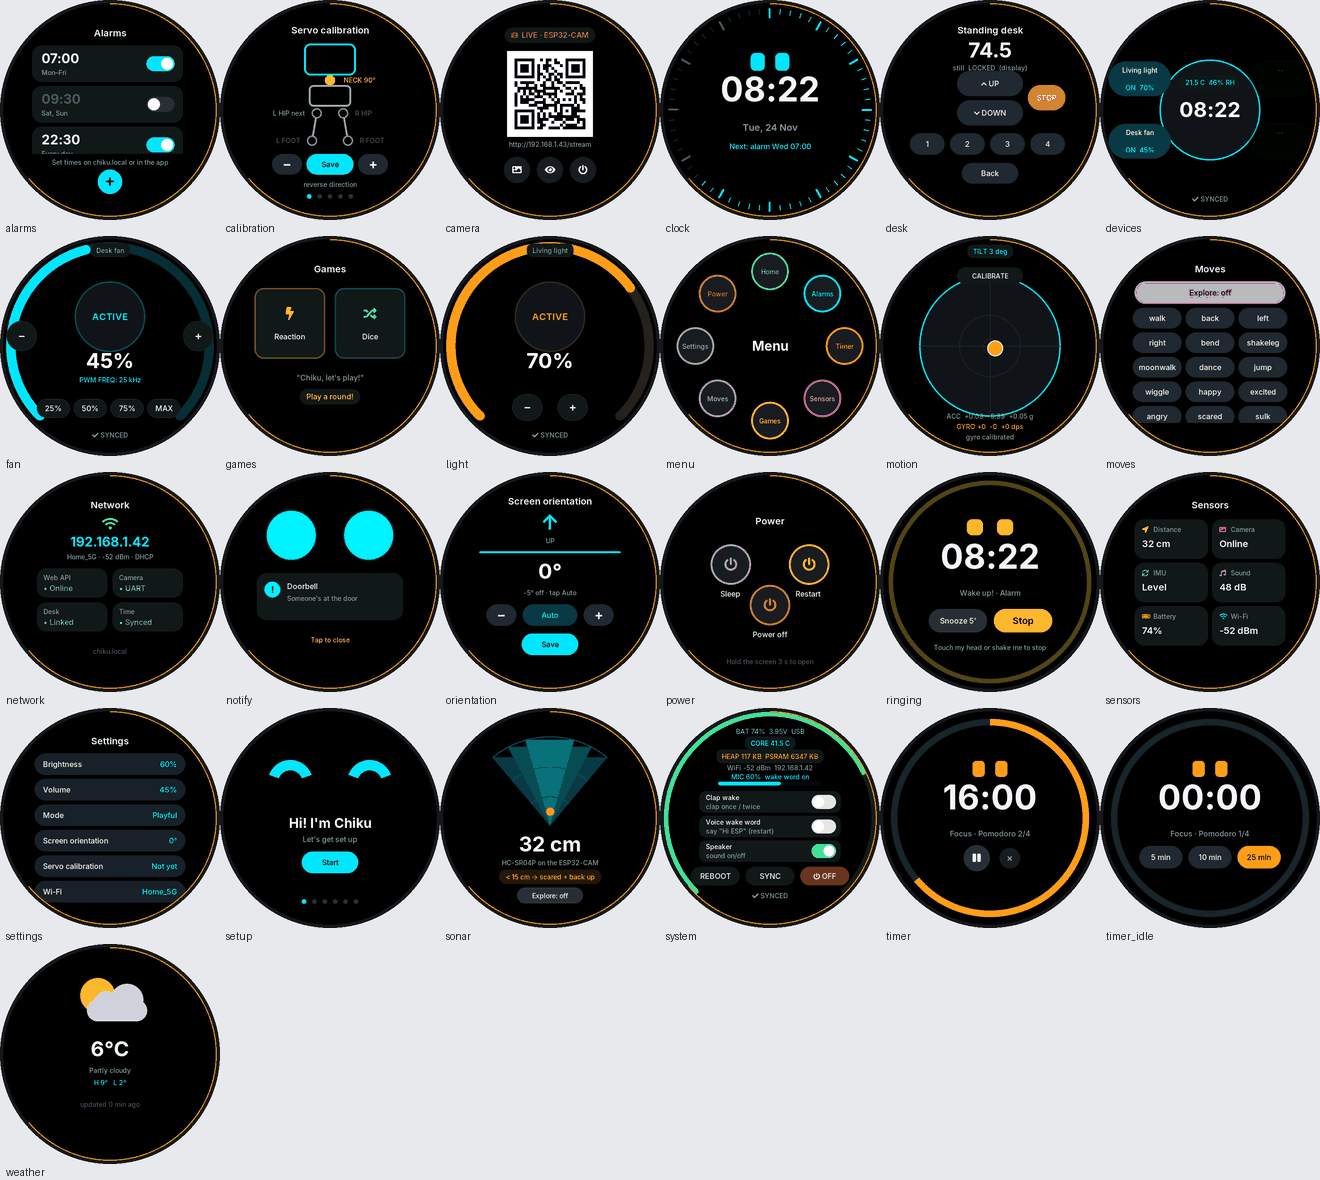 Alarms
07:00
Mon–Fri
09:30
Sat, Sun
22:30
Set times on chiku.local or in the app
+
alarms
Servo calibration
NECK 90°
L HIP next
R HIP
L FOOT
R FOOT
− Save +
reverse direction
calibration
LIVE · ESP32-CAM
http://192.168.1.43/stream
camera
08:22
Tue, 24 Nov
Next: alarm Wed 07:00
clock
Standing desk
74.5
still LOCKED (display)
UP
STOP
DOWN
1 2 3 4
Back
desk
Living light
ON 70%
21.5 C 46% RH
08:22
Desk fan
ON 45%
--
--
SYNCED
devices
Desk fan
ACTIVE
− +
45%
PWM FREQ: 25 kHz
25% 50% 75% MAX
SYNCED
fan
Games
Reaction
Dice
"Chiku, let's play!"
Play a round!
games
Living light
ACTIVE
70%
− +
SYNCED
light
Home
Power
Alarms
Settings
Menu
Timer
Moves
Sensors
Games
menu
TILT 3 deg
CALIBRATE
ACC +0.03 -0.99 +0.05 g
GYRO +0 -0 +0 dps
gyro calibrated
motion
Moves
Explore: off
walk back left
right bend shakeleg
moonwalk dance jump
wiggle happy excited
angry scared sulk
moves
Network
192.168.1.42
Home_5G · -52 dBm · DHCP
Web API
• Online
Camera
• UART
Desk
• Linked
Time
• Synced
chiku.local
network
!
Doorbell
Someone's at the door
Tap to close
notify
Screen orientation
UP
0°
-5° off · tap Auto
− Auto +
Save
orientation
Power
Sleep
Restart
Power off
Hold the screen 3 s to open
power
08:22
Wake up! · Alarm
Snooze 5' Stop
Touch my head or shake me to stop
ringing
Sensors
Distance
32 cm
Camera
Online
IMU
Level
Sound
48 dB
Battery
74%
Wi-Fi
-52 dBm
sensors
Settings
Brightness 60%
Volume 45%
Mode Playful
Screen orientation 0°
Servo calibration Not yet
Wi-Fi Home_5G
settings
Hi! I'm Chiku
Let's get set up
Start
setup
32 cm
HC-SR04P on the ESP32-CAM
< 15 cm → scared + back up
Explore: off
sonar
BAT 74% 3.95V USB
CORE 41.5 C
HEAP 117 KB PSRAM 6347 KB
WiFi -52 dBm 192.168.1.42
MIC 60% wake word on
Clap wake
clap once / twice
Voice wake word
say "Hi ESP" (restart)
Speaker
sound on/off
REBOOT SYNC OFF
SYNCED
system
16:00
Focus · Pomodoro 2/4
×
timer
00:00
Focus · Pomodoro 1/4
5 min 10 min 25 min
timer_idle
6°C
Partly cloudy
H 9° L 2°
updated 0 min ago
weather